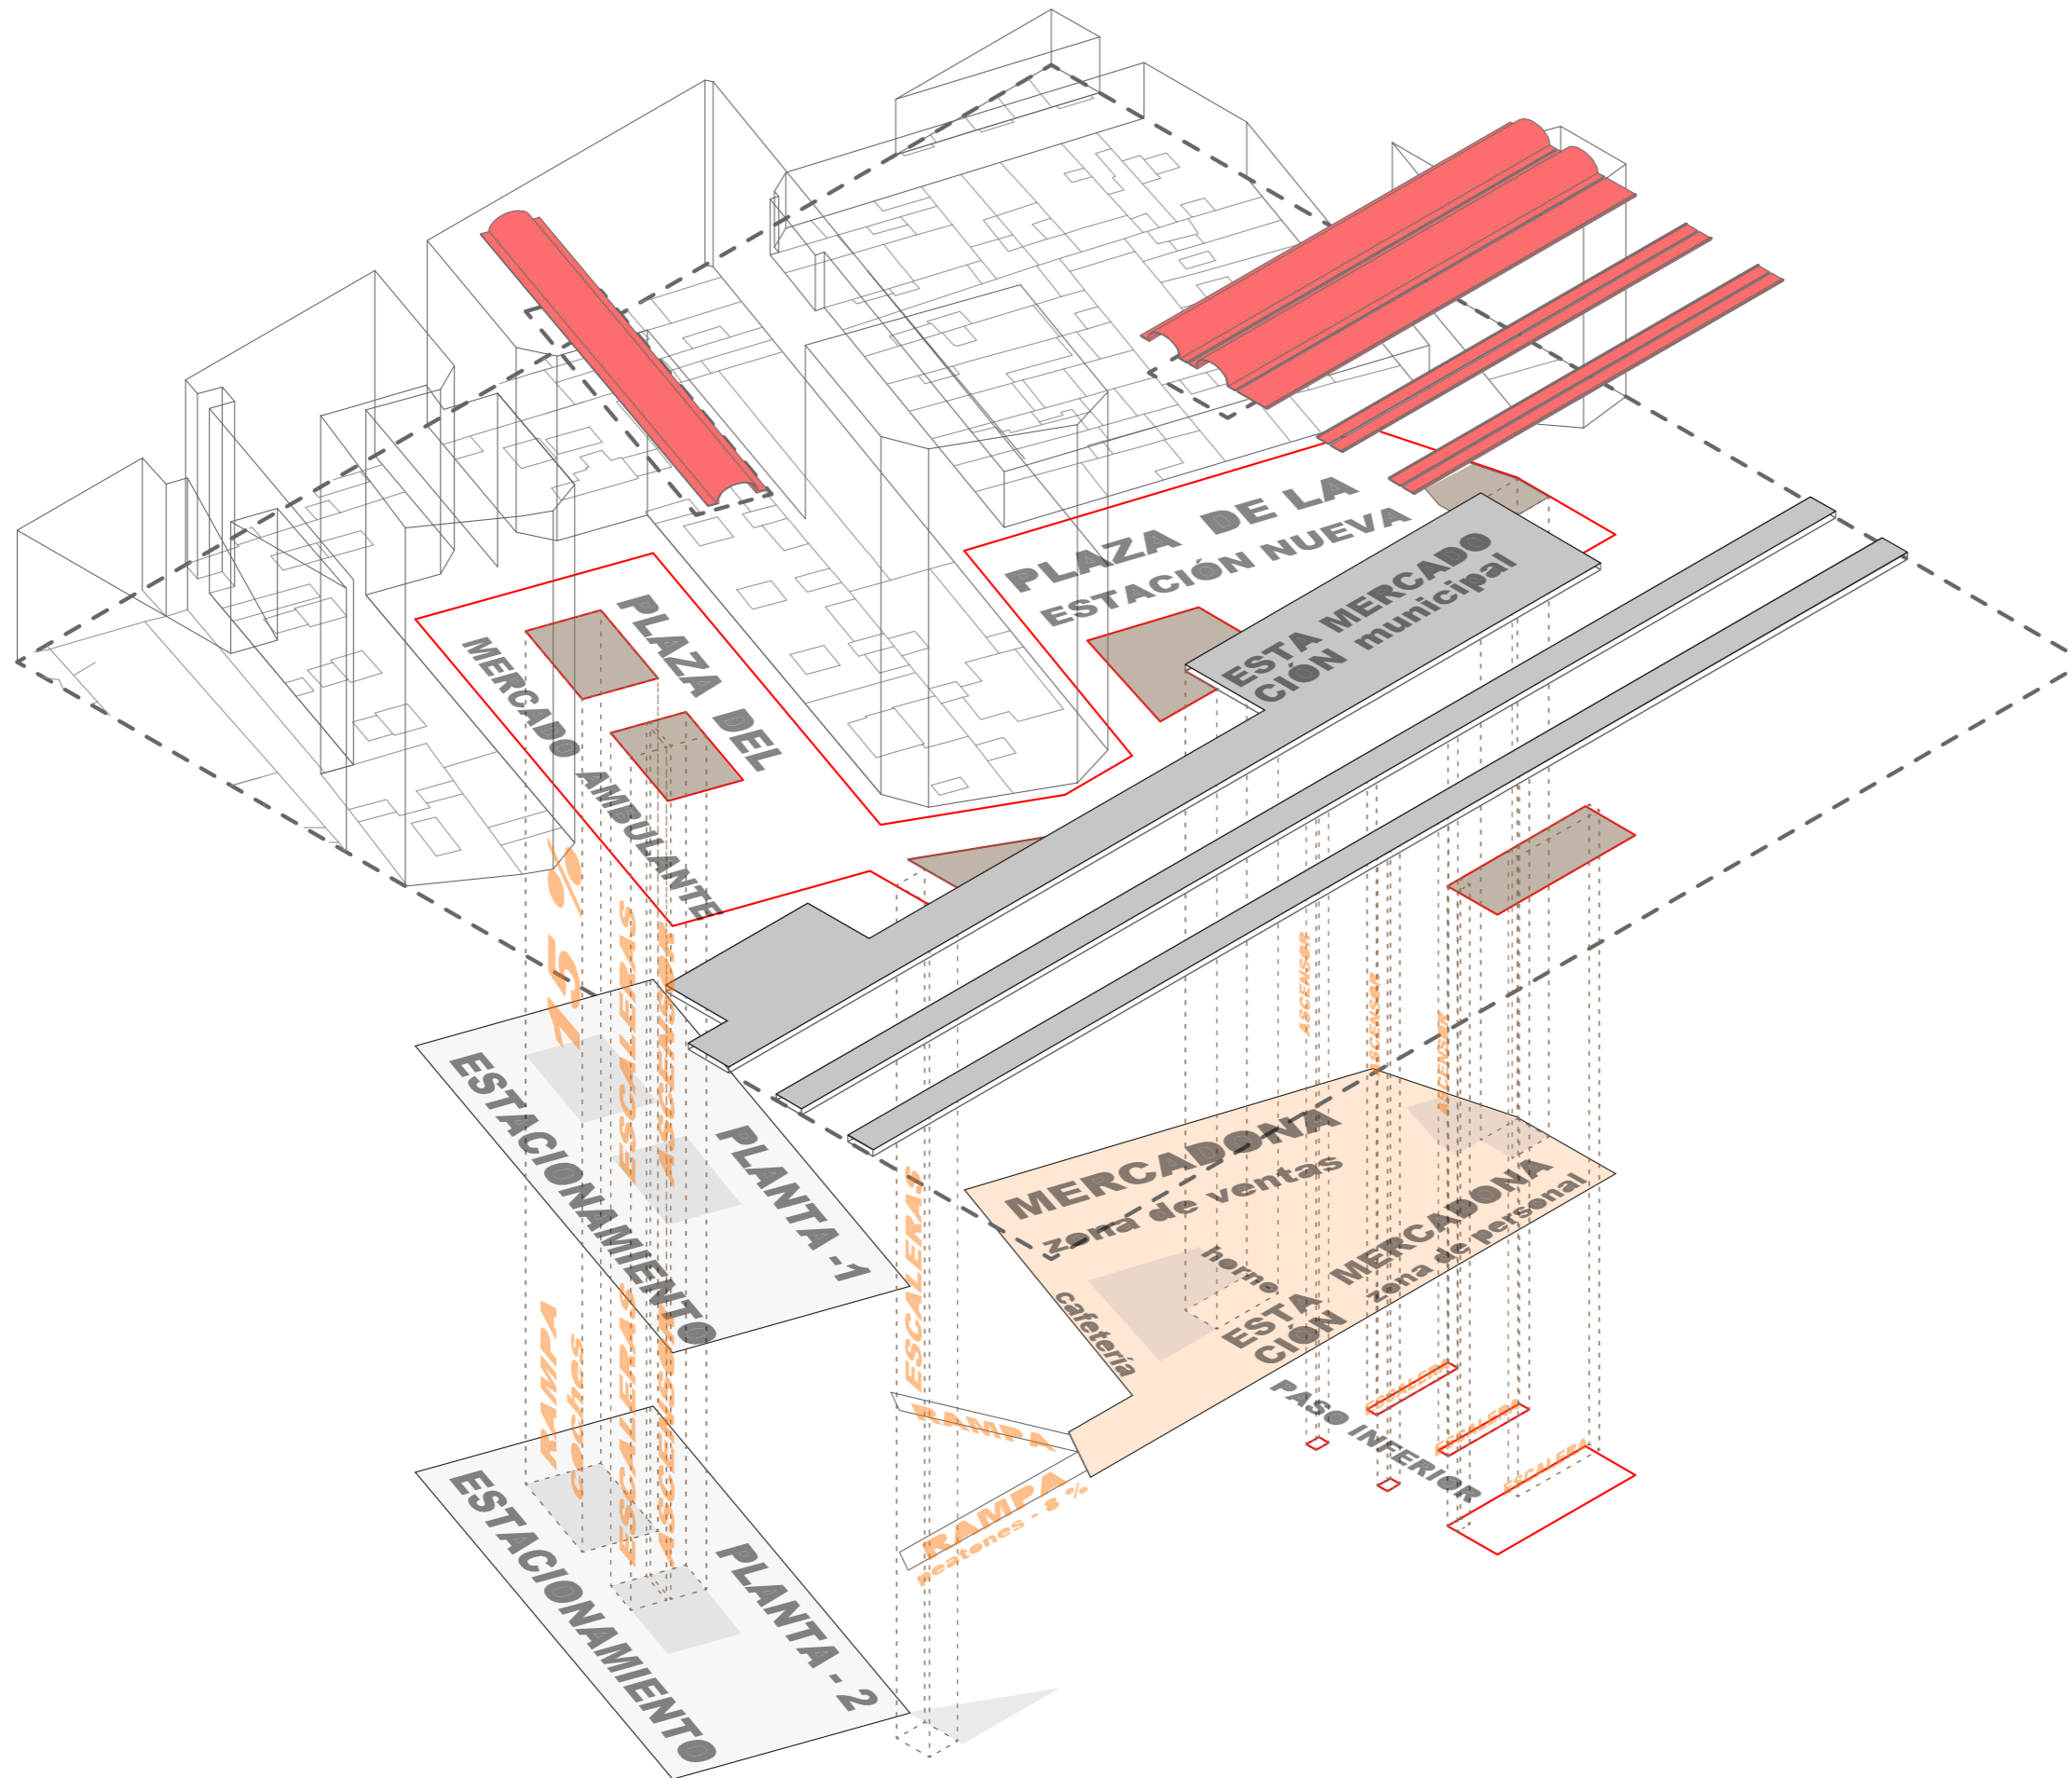 PLAZA DE LA
ESTACIÓN NUEVA
ESTA MERCADO
CIÓN municipal
PLAZA DEL
MERCADO AMBULANTE
15 %
ESCALERAS
ASCENSOR
ASCENSOR
ASCENSOR
ASCENSOR
PLANTA -1
ESTACIONAMIENTO
ESCALERAS
MERCADONA
zona de ventas
horno
cafetería
ESTA MERCADONA
CIÓN zona de personal
RAMPA
coches
ESCALERAS
ASCENSOR
RAMPA
RAMPA
peatones - 8 %
PASO INFERIOR
ESCALERA
ESCALERA
ESCALERA
PLANTA - 2
ESTACIONAMIENTO